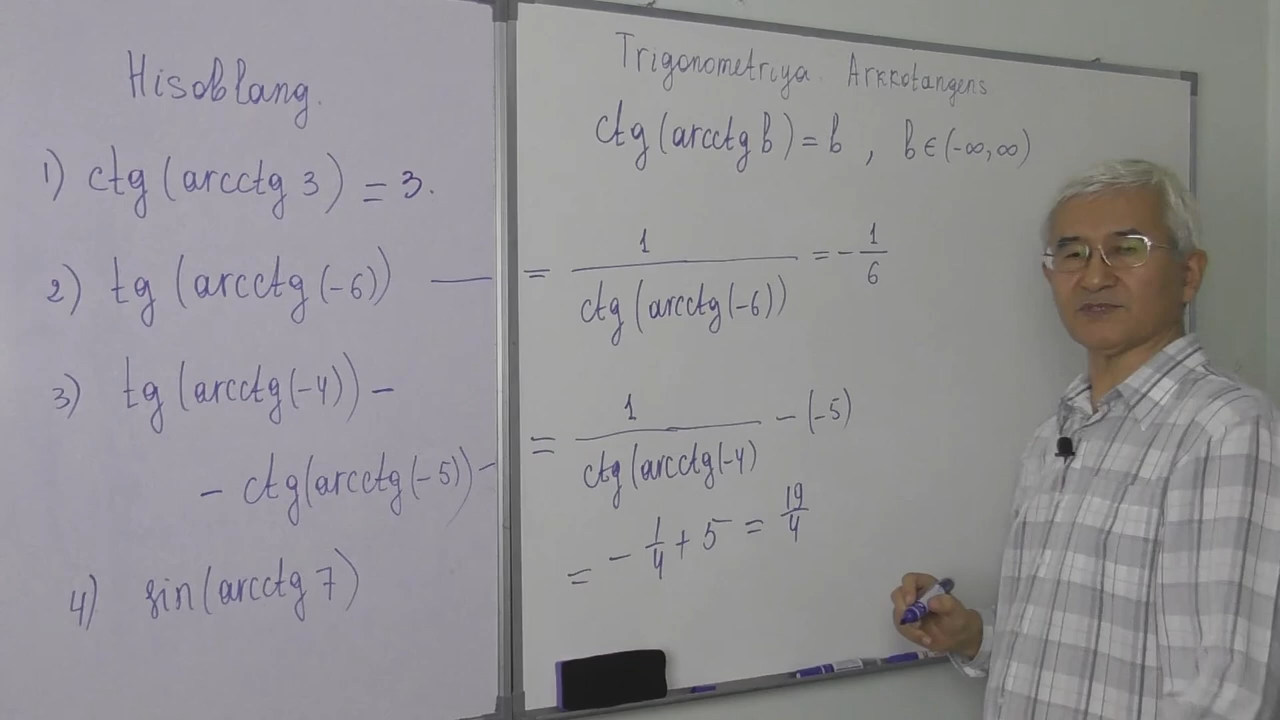 Hisoblang.
1) ctg (arcctg 3) = 3.
2) tg (arcctg (-6)) —
3) tg (arcctg (-4)) -
- ctg(arcctg (-5)) -
4) sin(arcctg 7)
Trigonometriya. Arkkotangens.
ctg (arcctg b) = b , b ∈ (-∞, ∞)
= 1 / ctg (arcctg (-6)) = - 1/6
= 1 / ctg (arcctg (-4) - (-5)
= - 1/4 + 5 = 19/4